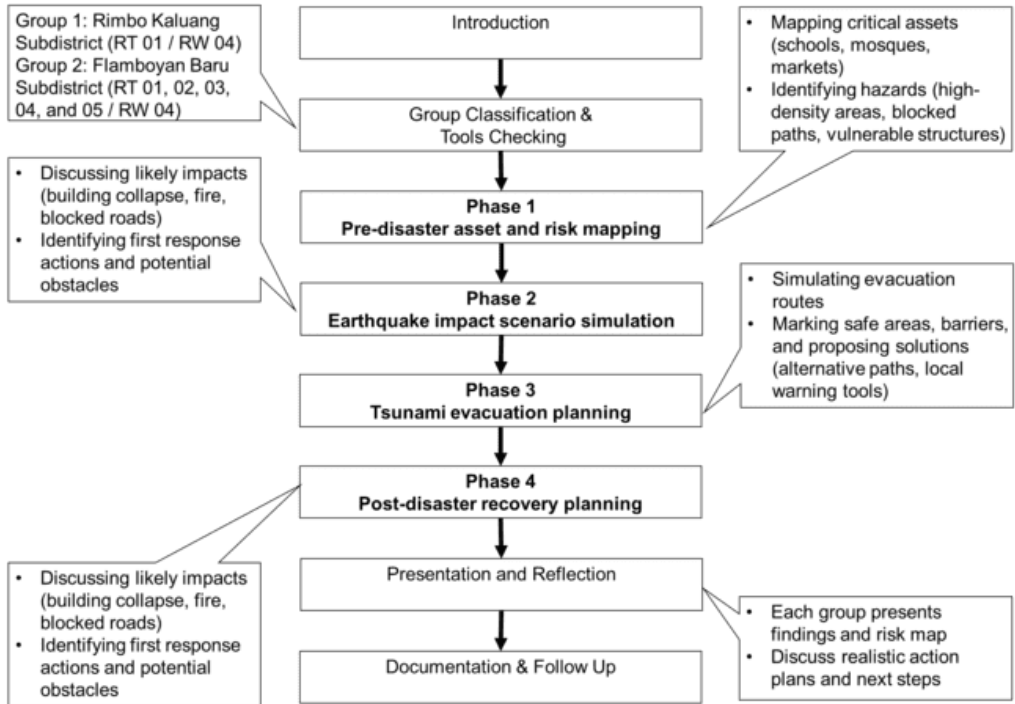 Introduction
Group 1: Rimbo Kaluang
Subdistrict (RT 01 / RW 04)
Group 2: Flamboyan Baru
Subdistrict (RT 01, 02, 03,
04, and 05 / RW 04)
Group Classification &
Tools Checking
• Mapping critical assets
(schools, mosques,
markets)
• Identifying hazards (high-
density areas, blocked
paths, vulnerable structures)
Phase 1
Pre-disaster asset and risk mapping
• Discussing likely impacts
(building collapse, fire,
blocked roads)
• Identifying first response
actions and potential
obstacles
Phase 2
Earthquake impact scenario simulation
• Simulating evacuation
routes
• Marking safe areas, barriers,
and proposing solutions
(alternative paths, local
warning tools)
Phase 3
Tsunami evacuation planning
Phase 4
Post-disaster recovery planning
• Discussing likely impacts
(building collapse, fire,
blocked roads)
• Identifying first response
actions and potential
obstacles
Presentation and Reflection
• Each group presents
findings and risk map
• Discuss realistic action
plans and next steps
Documentation & Follow Up